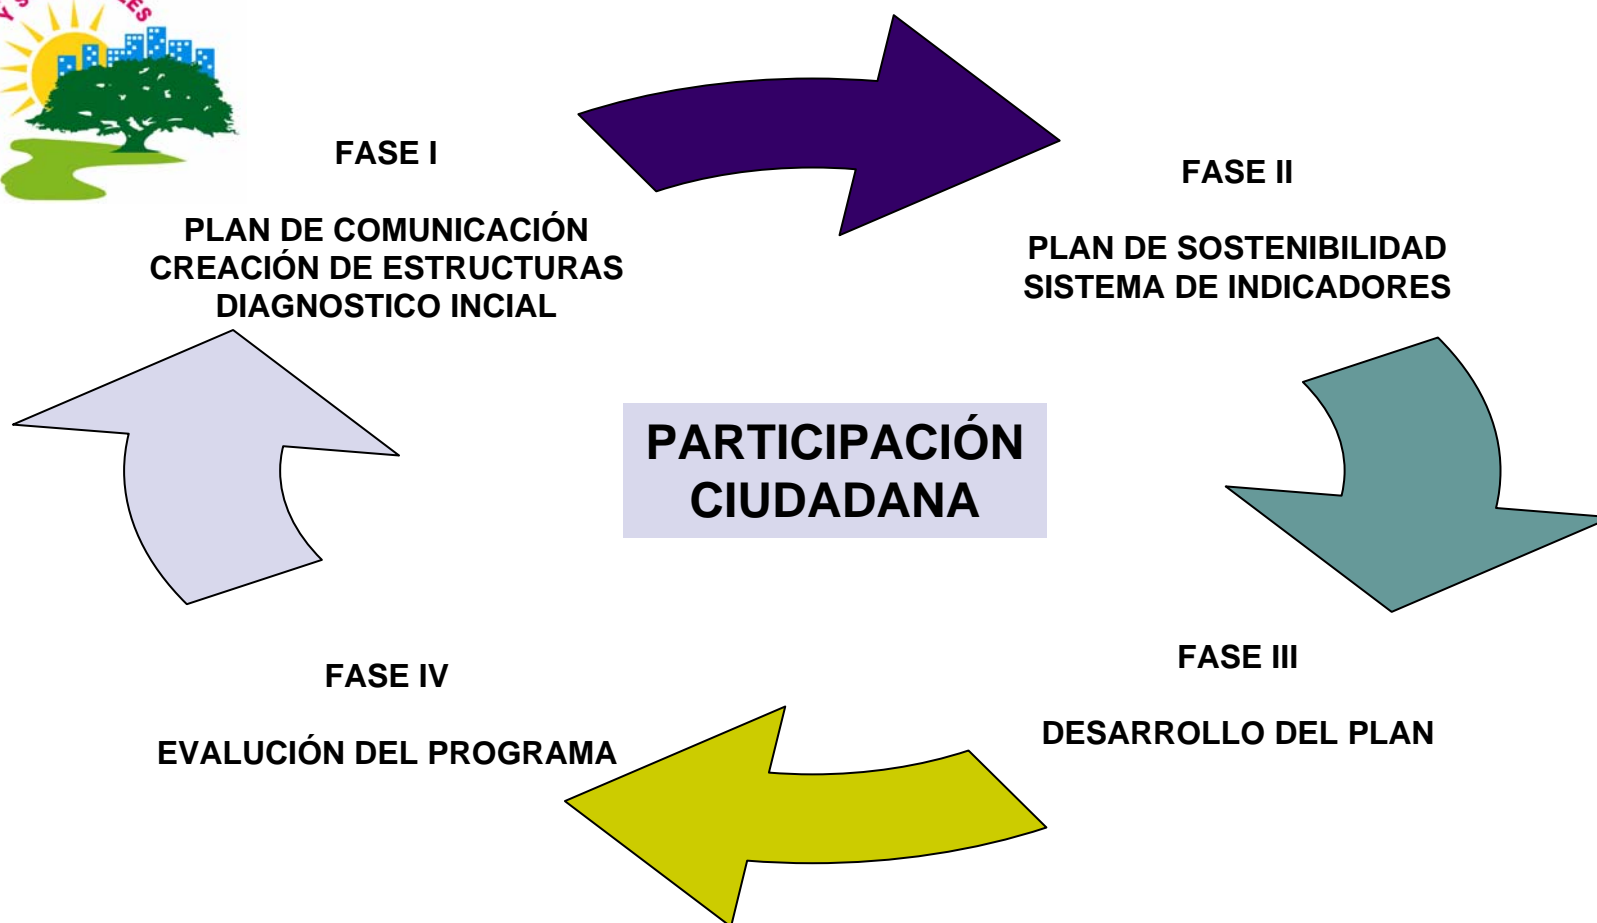 FASE I
PLAN DE COMUNICACIÓN
CREACIÓN DE ESTRUCTURAS
DIAGNOSTICO INCIAL
FASE II
PLAN DE SOSTENIBILIDAD
SISTEMA DE INDICADORES
PARTICIPACIÓN
CIUDADANA
FASE III
DESARROLLO DEL PLAN
FASE IV
EVALUCIÓN DEL PROGRAMA